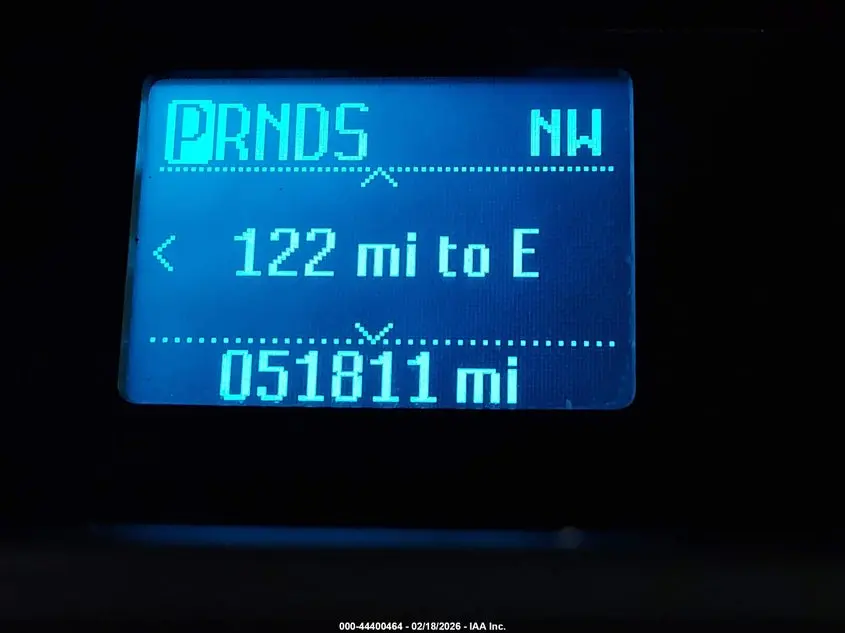 PRNDS NW
122 mi to E
051811 mi
000-44400464 - 02/18/2026 - IAA Inc.